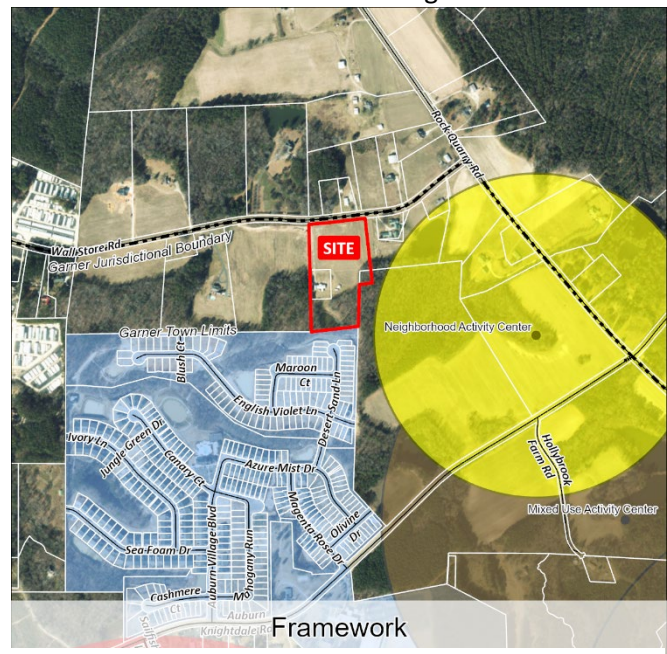 Rock Quarry Rd
Wall Store Rd
Garner Jurisdictional Boundary
SITE
Garner Town Limits
Neighborhood Activity Center
Blush Ct
Maroon
Ct
English Violet Ln
Desert Sand Ln
Ivory Ln
Jungle Green Dr
Canary Ct
Azure Mist Dr
Hollybrook
Farm Rd
Magenta Rose Dr
Olivine
Dr
Mixed Use Activity Center
Auburn Village Blvd
Mahogany Run
Sea Foam Dr
Cashmere
Ct
Auburn
Knightdale Rd
Framework